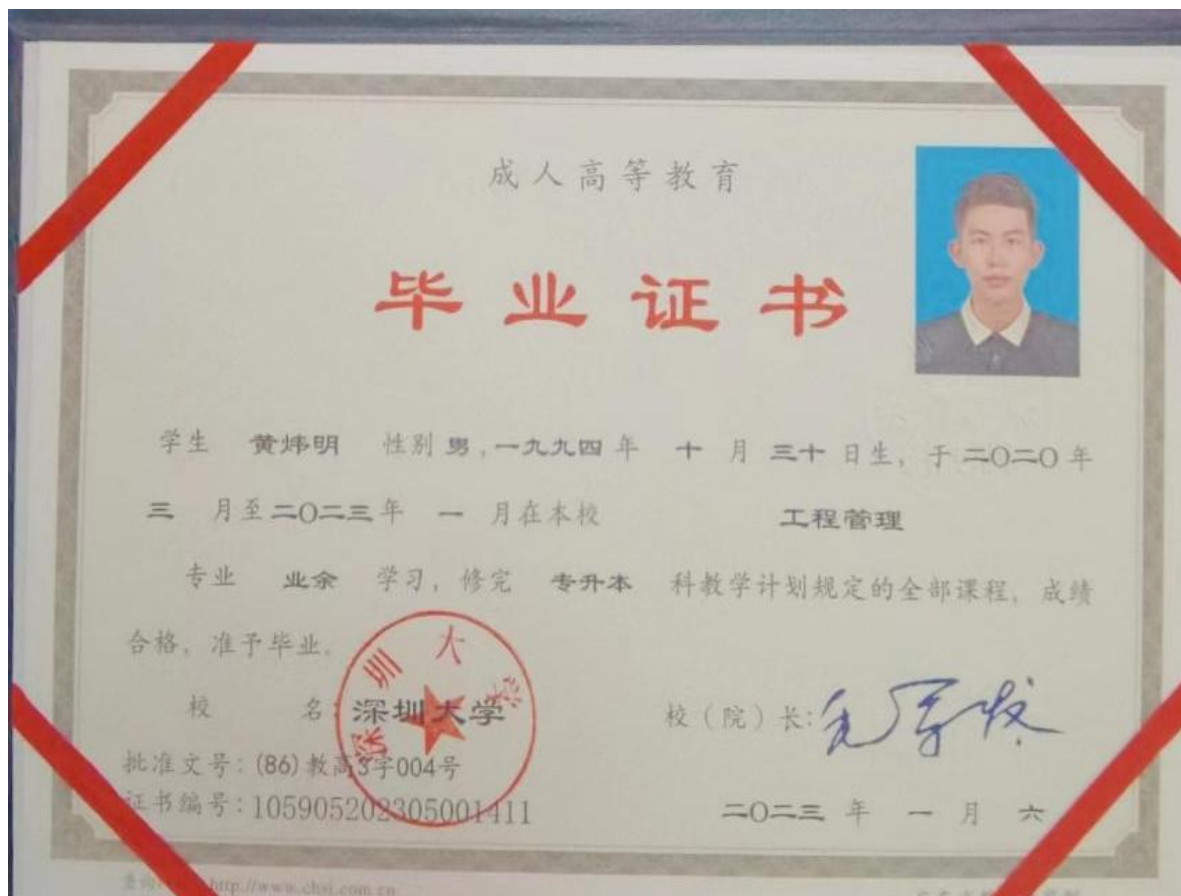 成人高等教育
毕业证书
学生 黄炜明 性别 男,一九九四年 十 月 三十 日生, 于 二〇二〇 年
三 月至 二〇二三 年 一 月在本校 工程管理
专业 业余 学习, 修完 专升本 科教学计划规定的全部课程, 成绩
合格, 准予毕业。
深圳大学
校 名: 深圳大学 校(院)长:
批准文号: (86)教高3字004号
证书编号: 105905202305001411 二〇二三 年 一 月 六
http://www.chsi.com.cn